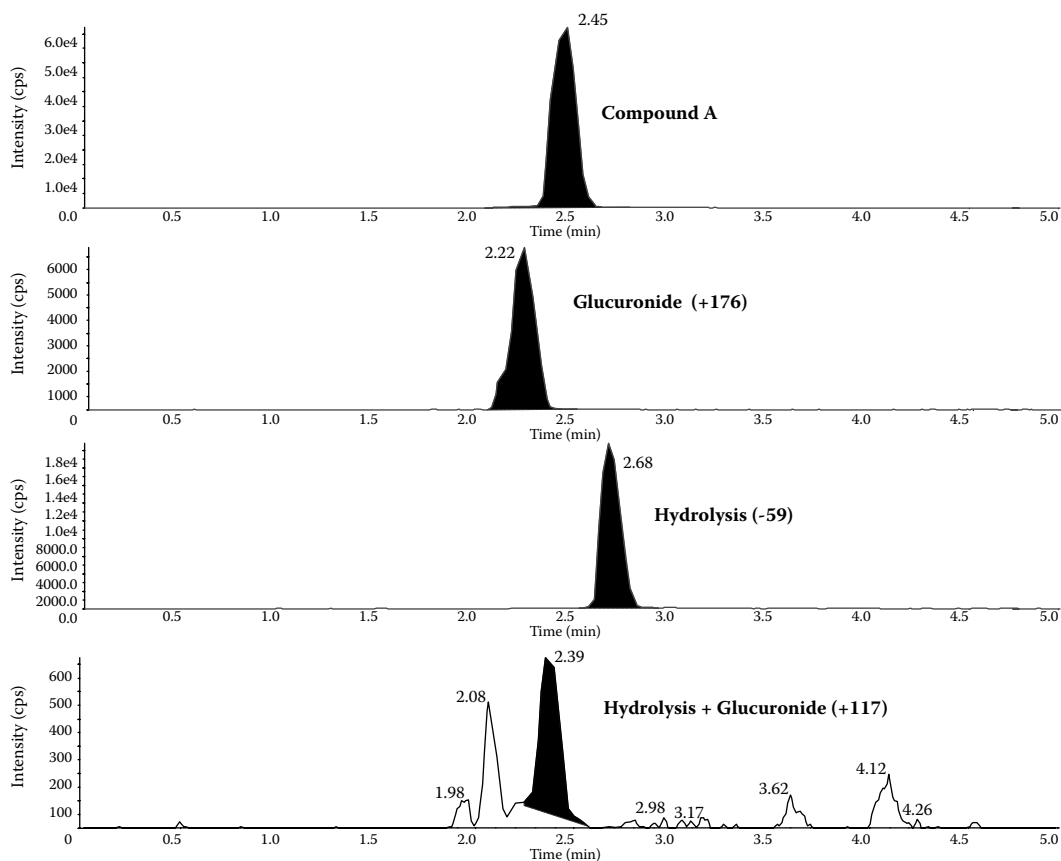 2.45
Compound A
Intensity (cps)
6.0e4
5.0e4
4.0e4
3.0e4
2.0e4
1.0e4
0.0
0.5 1.0 1.5 2.0 2.5 3.0 3.5 4.0 4.5 5.0
Time (min)
2.22
Glucuronide (+176)
Intensity (cps)
6000
5000
4000
3000
2000
1000
0
0.5 1.0 1.5 2.0 2.5 3.0 3.5 4.0 4.5 5.0
Time (min)
2.68
Hydrolysis (-59)
Intensity (cps)
1.8e4
1.6e4
1.4e4
1.2e4
1.0e4
8000.0
6000.0
4000.0
2000.0
0.0
0.5 1.0 1.5 2.0 2.5 3.0 3.5 4.0 4.5 5.0
Time (min)
2.39
2.08
Hydrolysis + Glucuronide (+117)
1.98
2.98
3.17
3.62
4.12
4.26
Intensity (cps)
600
500
400
300
200
100
0
0.5 1.0 1.5 2.0 2.5 3.0 3.5 4.0 4.5 5.0
Time (min)